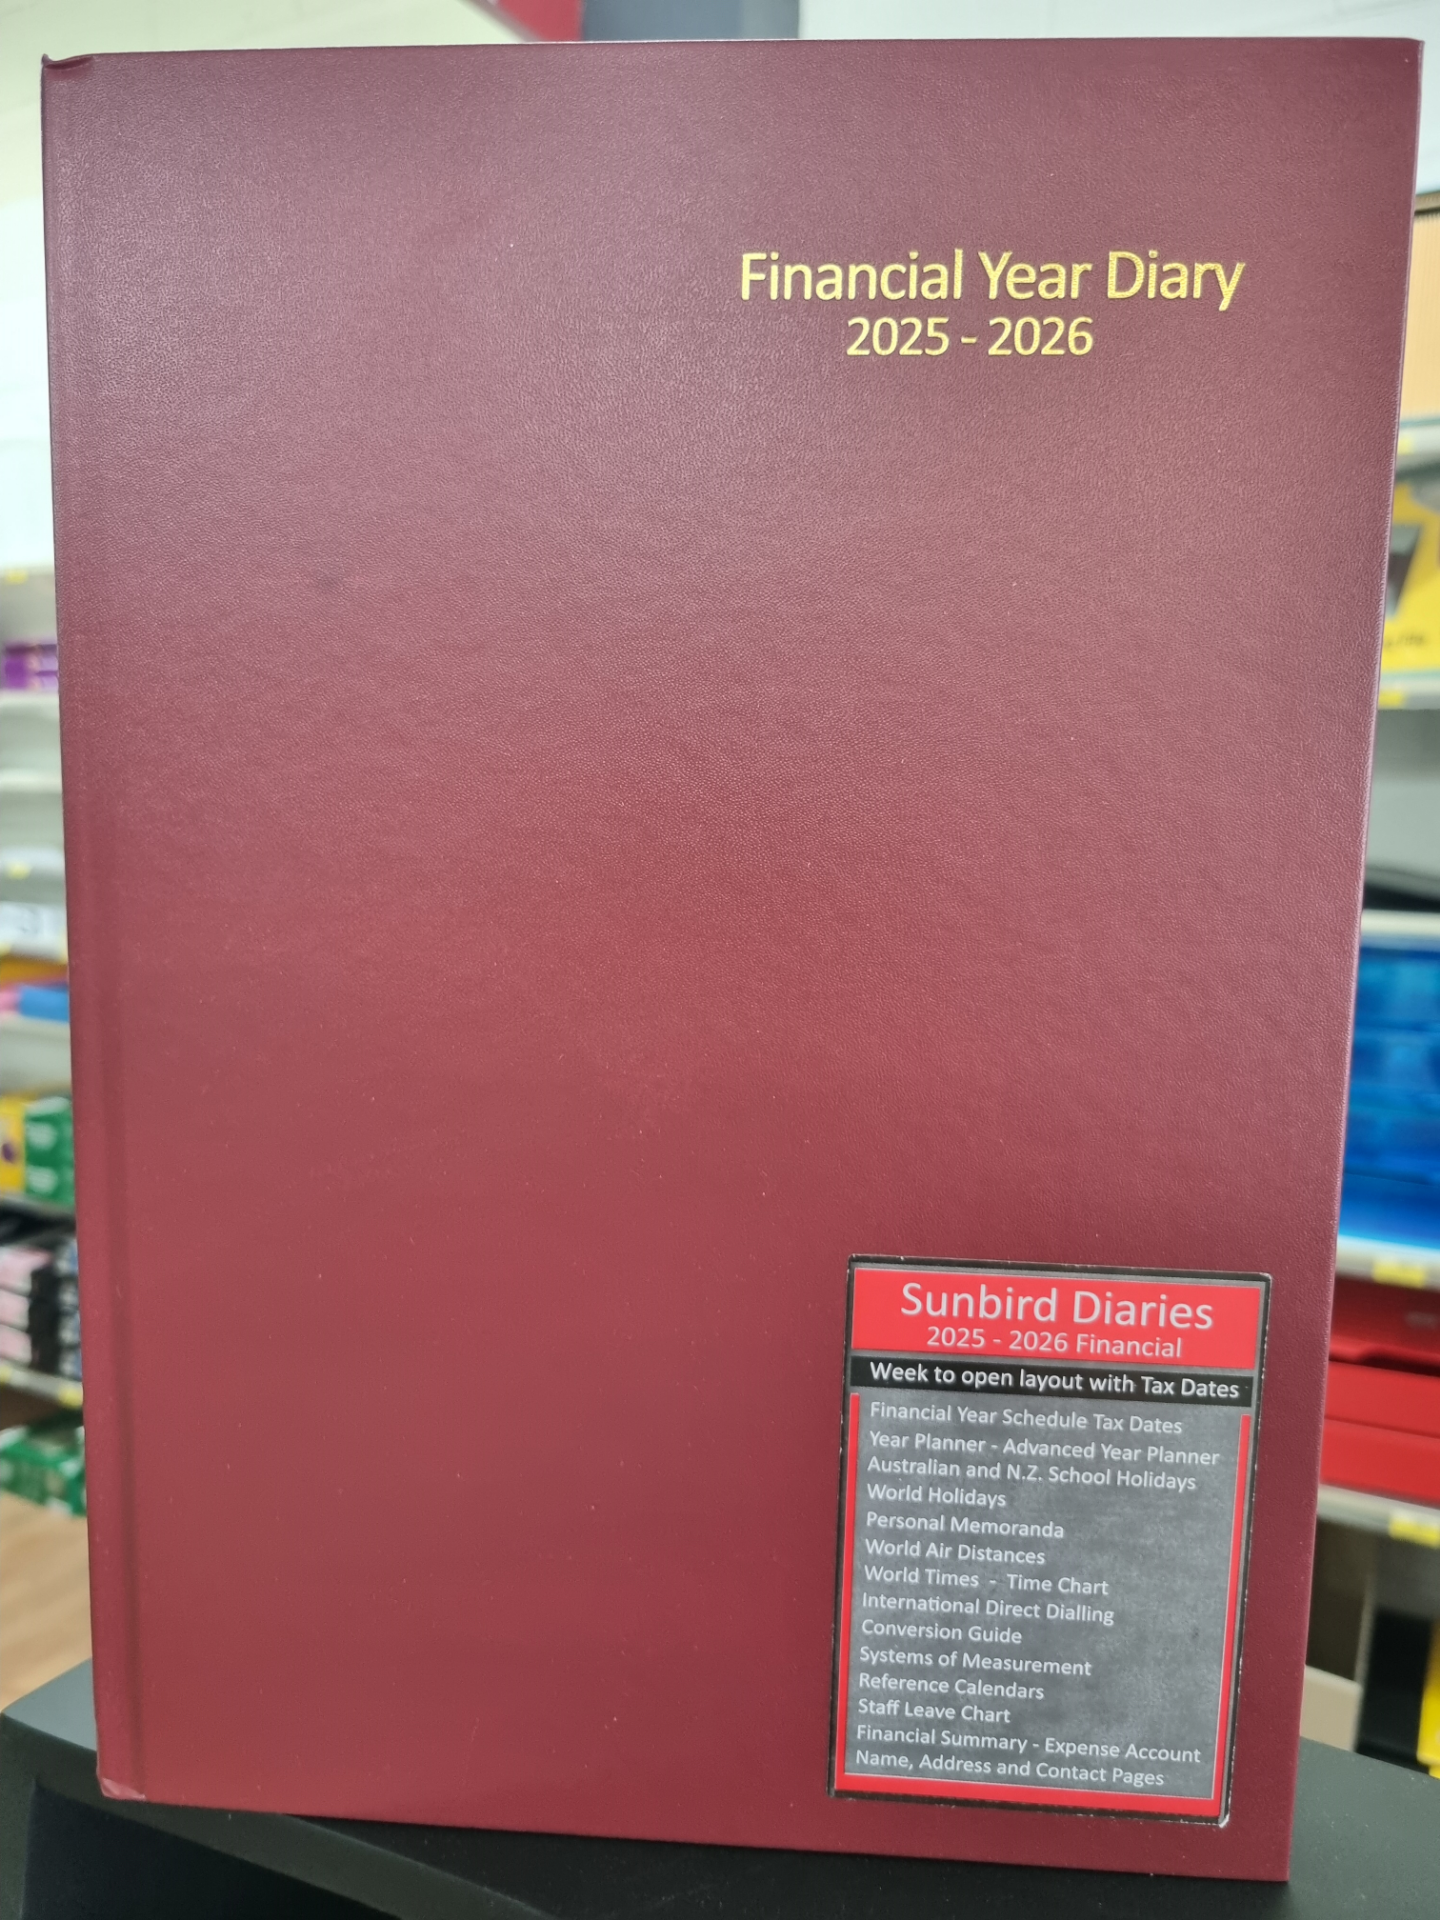 Financial Year Diary
2025 - 2026
Sunbird Diaries
2025 - 2026 Financial
Week to open layout with Tax Dates
Financial Year Schedule Tax Dates
Year Planner - Advanced Year Planner
Australian and N.Z. School Holidays
World Holidays
Personal Memoranda
World Air Distances
World Times - Time Chart
International Direct Dialling
Conversion Guide
Systems of Measurement
Reference Calendars
Staff Leave Chart
Financial Summary - Expense Account
Name, Address and Contact Pages